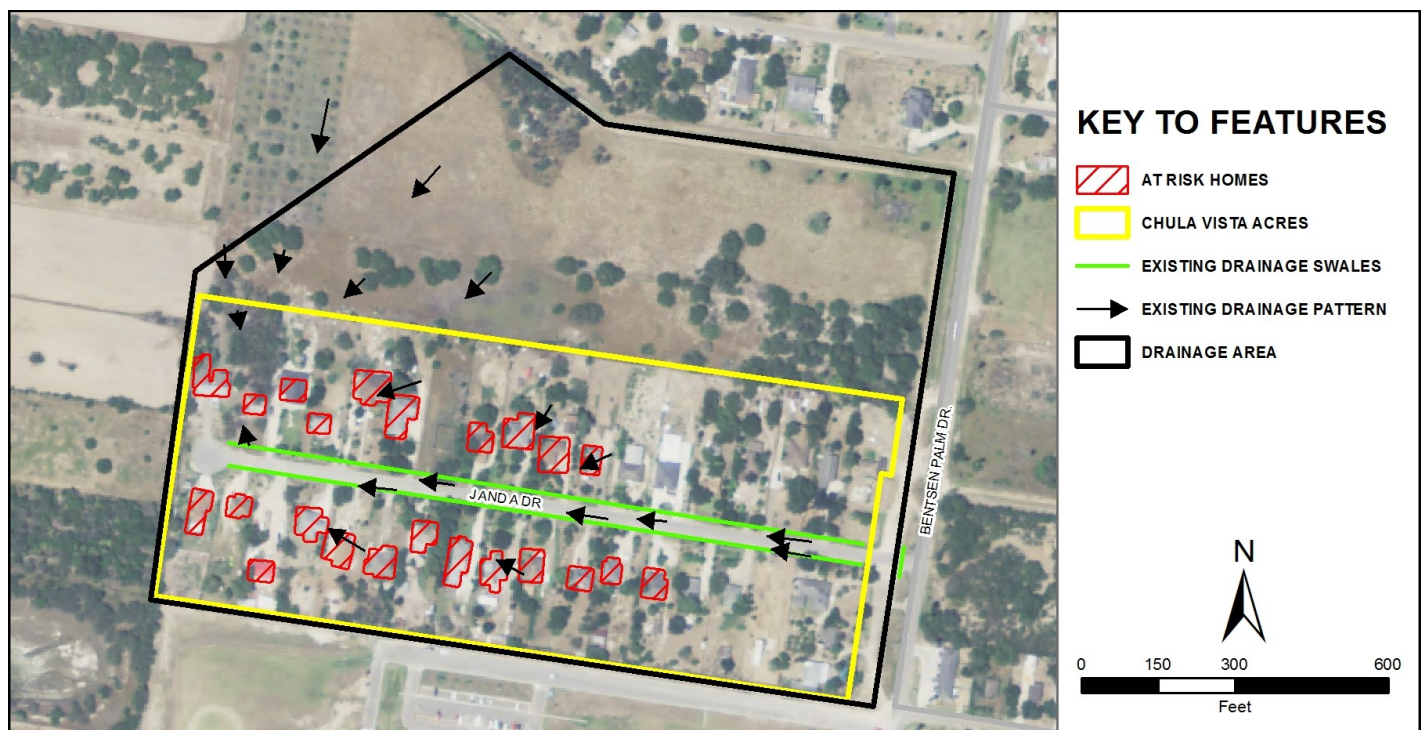 KEY TO FEATURES
AT RISK HOMES
CHULA VISTA ACRES
EXISTING DRAINAGE SWALES
EXISTING DRAINAGE PATTERN
DRAINAGE AREA
JANDA DR
BENTSEN PALM DR.
N
0 150 300 600
Feet